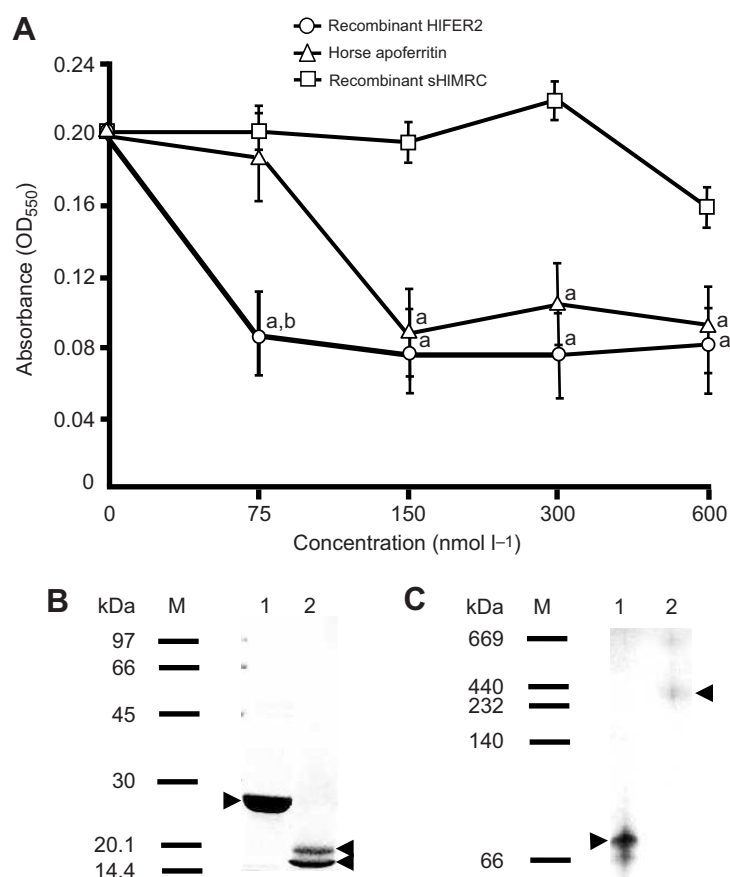 A
Recombinant HIFER2
Horse apoferritin
Recombinant sHIMRC
0.24
0.20
0.16
0.12
0.08
0.04
0
Absorbance (OD550)
a,b
a
a
a
a
a
a
0 75 150 300 600
Concentration (nmol l–1)
B kDa M 1 2
97
66
45
30
20.1
14.4
C kDa M 1 2
669
440
232
140
66